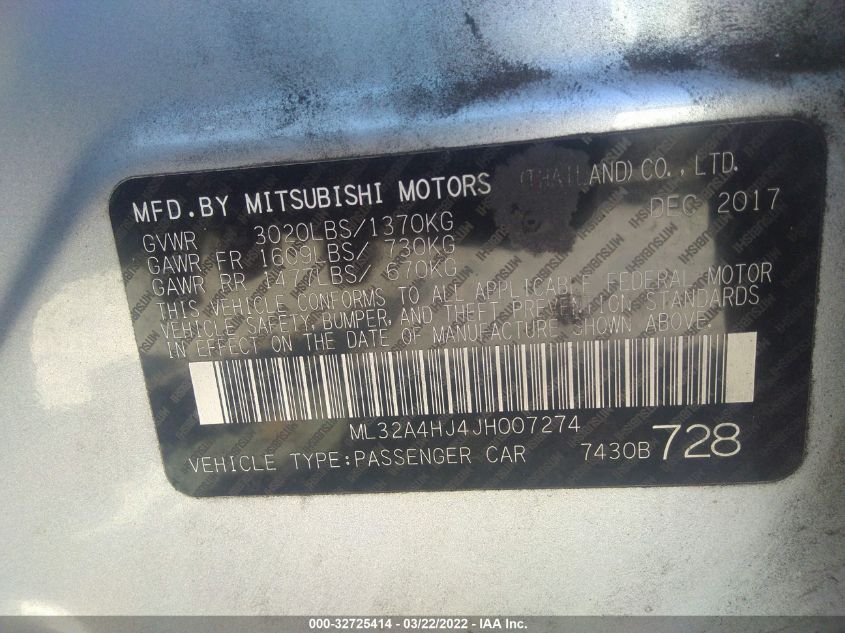 MFD.BY MITSUBISHI MOTORS (THAILAND) CO., LTD.
GVWR 3020LBS/1370KG DEC 2017
GAWR FR 1609LBS/ 730KG
GAWR RR 1477LBS/ 670KG
THIS VEHICLE CONFORMS TO ALL APPLICABLE FEDERAL MOTOR
VEHICLE SAFETY, BUMPER, AND THEFT PREVENTION STANDARDS
IN EFFECT ON THE DATE OF MANUFACTURE SHOWN ABOVE.
ML32A4HJ4JH007274
VEHICLE TYPE:PASSENGER CAR 7430B 728
000-32725414 - 03/22/2022 - IAA Inc.